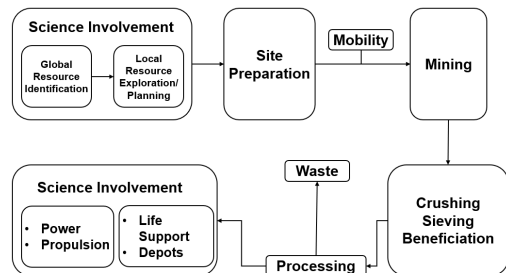 Science Involvement
Global
Resource
Identification
Local
Resource
Exploration/
Planning
Site
Preparation
Mobility
Mining
Crushing
Sieving
Beneficiation
Processing
Waste
Science Involvement
• Power
• Propulsion
• Life
Support
• Depots